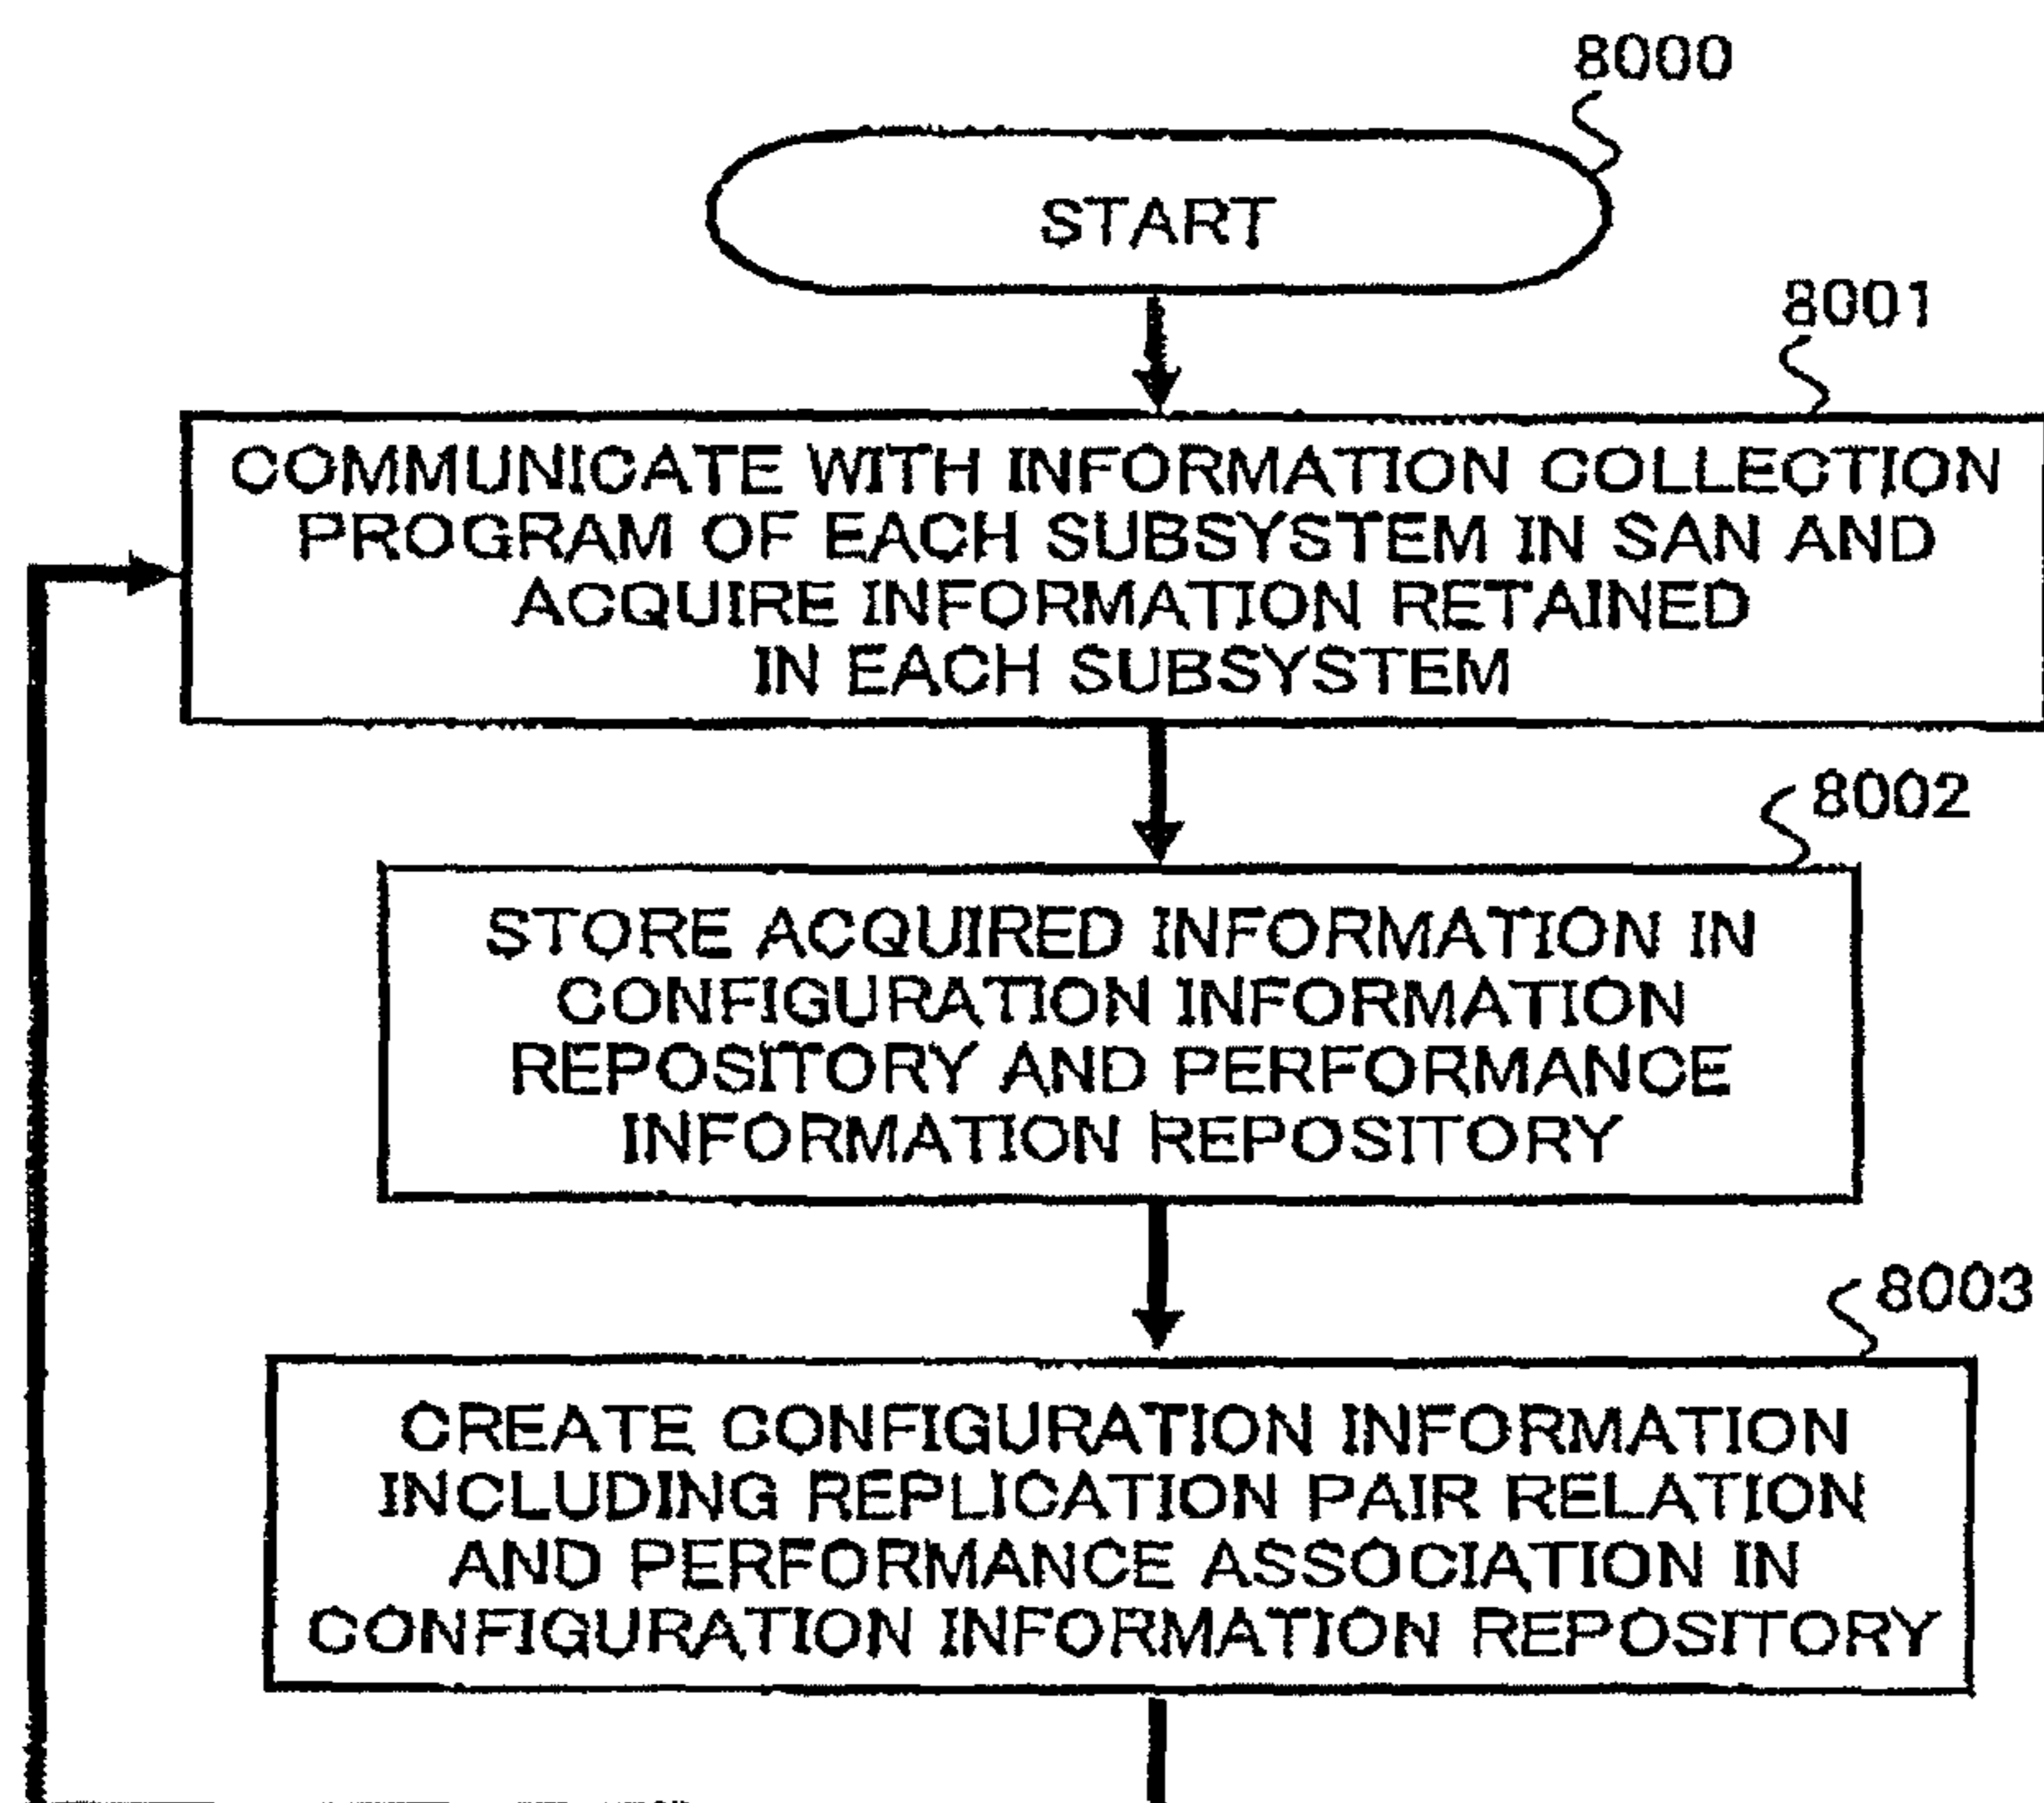 8000
START
8001
COMMUNICATE WITH INFORMATION COLLECTION
PROGRAM OF EACH SUBSYSTEM IN SAN AND
ACQUIRE INFORMATION RETAINED
IN EACH SUBSYSTEM
8002
STORE ACQUIRED INFORMATION IN
CONFIGURATION INFORMATION
REPOSITORY AND PERFORMANCE
INFORMATION REPOSITORY
8003
CREATE CONFIGURATION INFORMATION
INCLUDING REPLICATION PAIR RELATION
AND PERFORMANCE ASSOCIATION IN
CONFIGURATION INFORMATION REPOSITORY